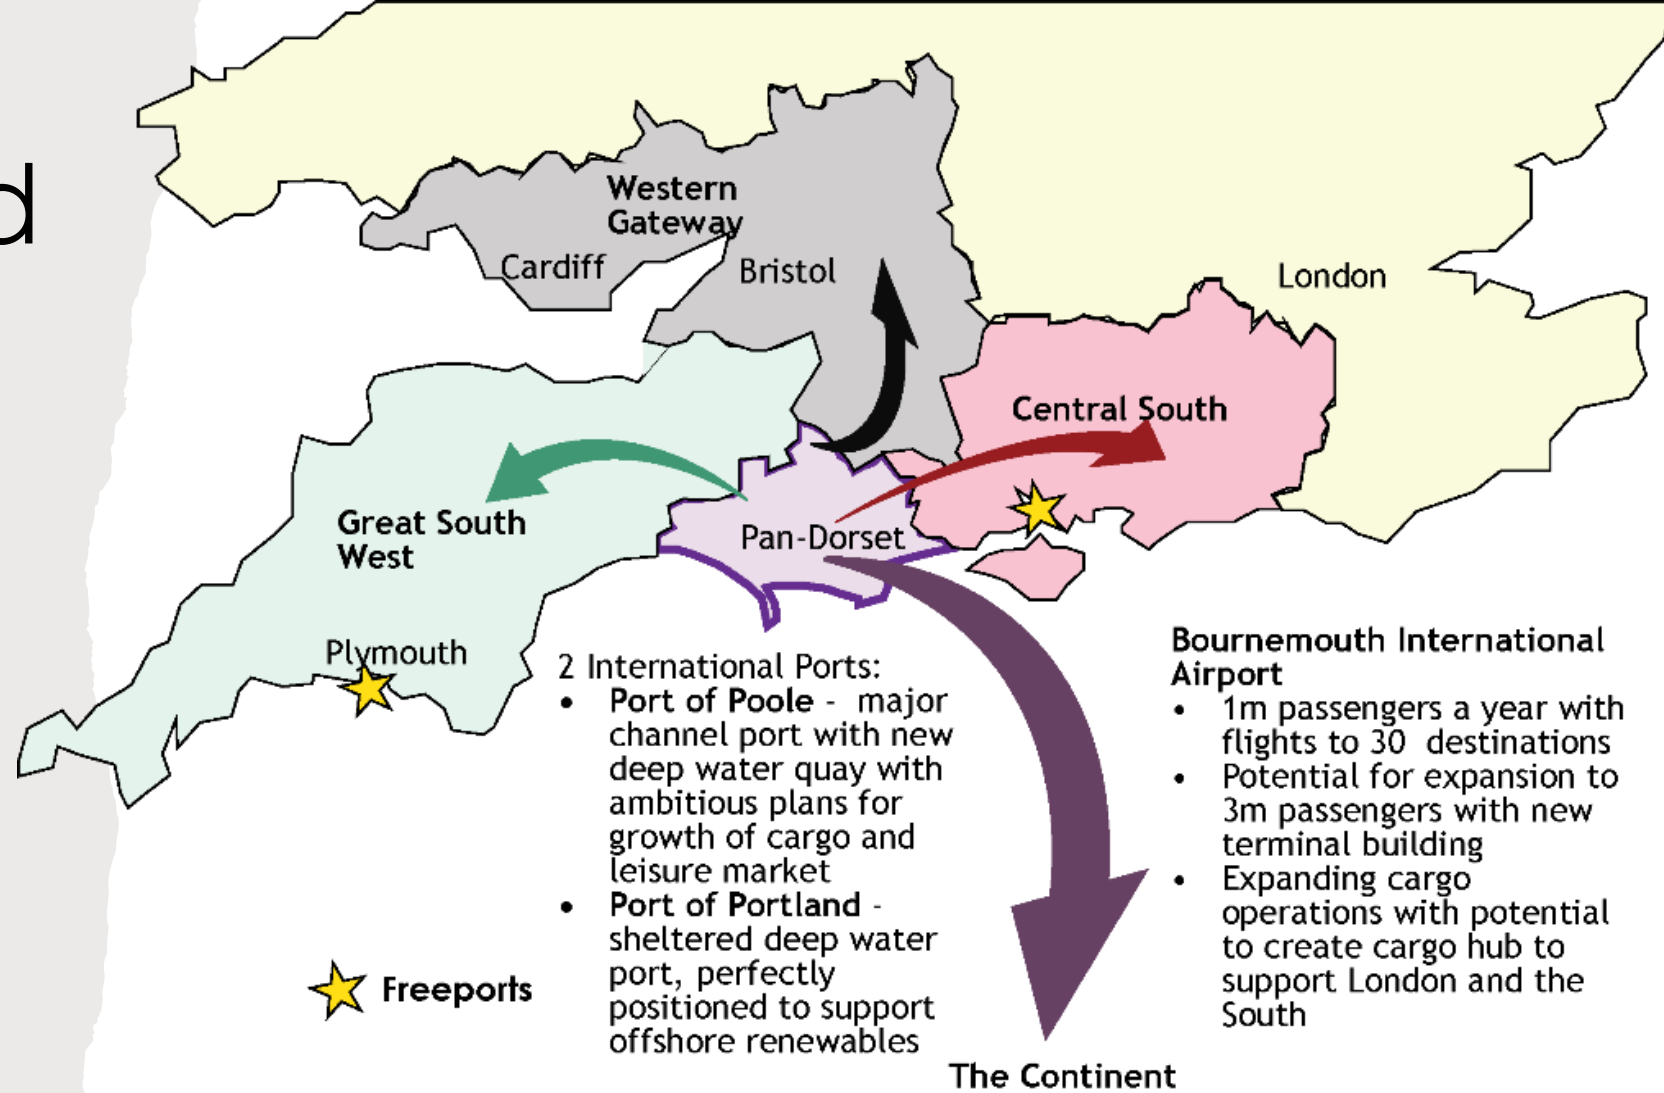 d
Western
Gateway
Cardiff
Bristol
London
Central South
Great South
West
Pan-Dorset
Plymouth
2 International Ports:
• Port of Poole - major
channel port with new
deep water quay with
ambitious plans for
growth of cargo and
leisure market
• Port of Portland -
sheltered deep water
port, perfectly
positioned to support
offshore renewables
Bournemouth International
Airport
• 1m passengers a year with
flights to 30 destinations
• Potential for expansion to
3m passengers with new
terminal building
• Expanding cargo
operations with potential
to create cargo hub to
support London and the
South
Freeports
The Continent